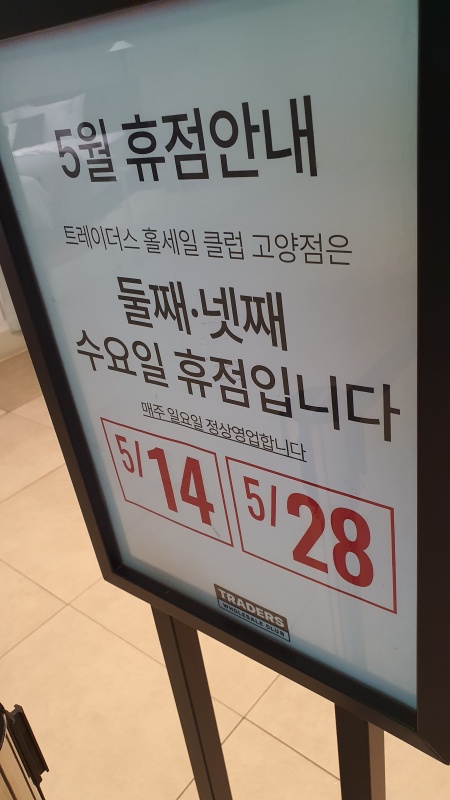 5월 휴점안내
트레이더스 홀세일 클럽 고양점은
둘째·넷째
수요일 휴점입니다
매주 일요일 정상영업합니다
5/14 5/28
TRADERS
WHOLESALE CLUB